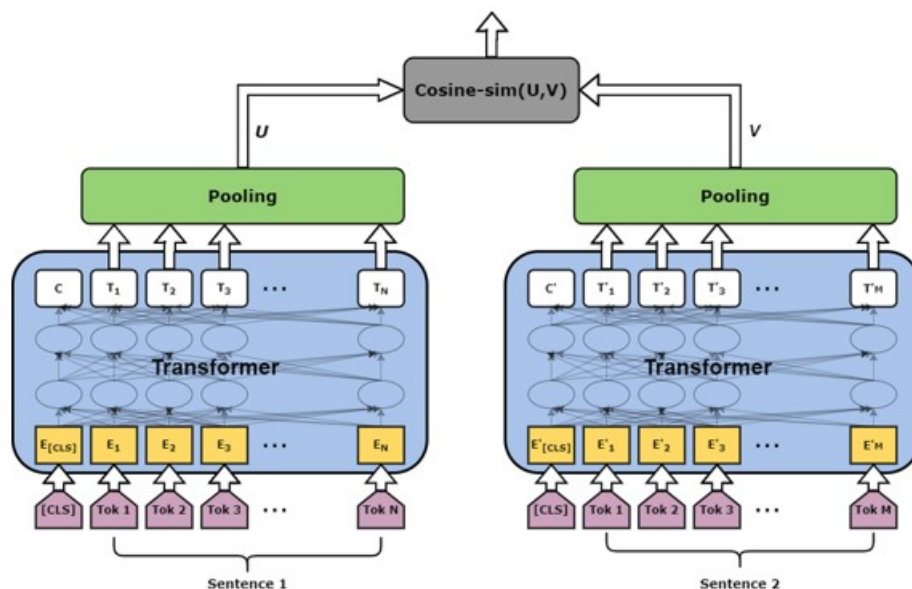 Cosine-sim(U,V)
U
V
Pooling
Pooling
C T1 T2 T3 ... TN
C' T'1 T'2 T'3 ... T'M
Transformer
Transformer
E[CLS] E1 E2 E3 ... EN
E'[CLS] E'1 E'2 E'3 ... E'M
[CLS] Tok 1 Tok 2 Tok 3 ... Tok N
[CLS] Tok 1 Tok 2 Tok 3 ... Tok M
Sentence 1
Sentence 2